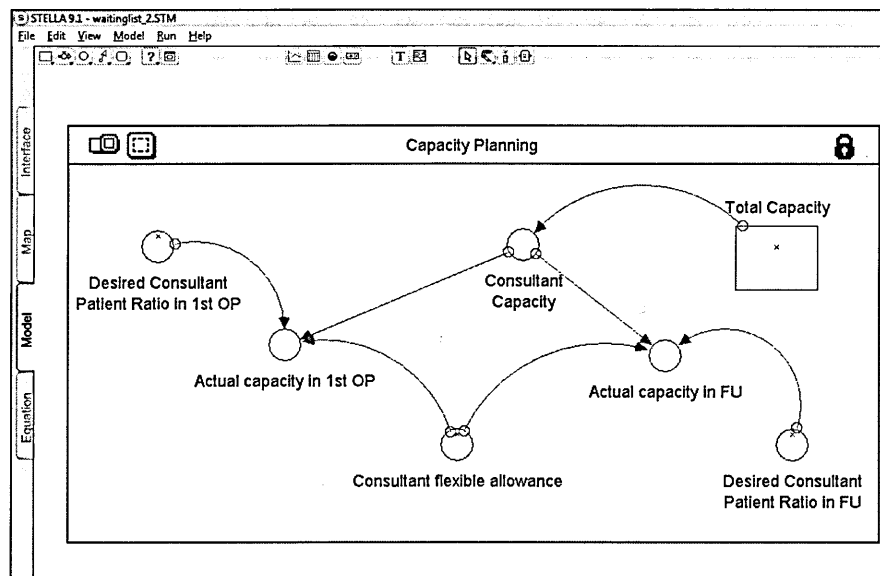 STELLA 9.1 - waitinglist_2.STM
File Edit View Model Run Help
T
Interface
Map
Model
Equation
Capacity Planning
Total Capacity
Desired Consultant
Patient Ratio in 1st OP
Consultant
Capacity
Actual capacity in 1st OP
Actual capacity in FU
Consultant flexible allowance
Desired Consultant
Patient Ratio in FU